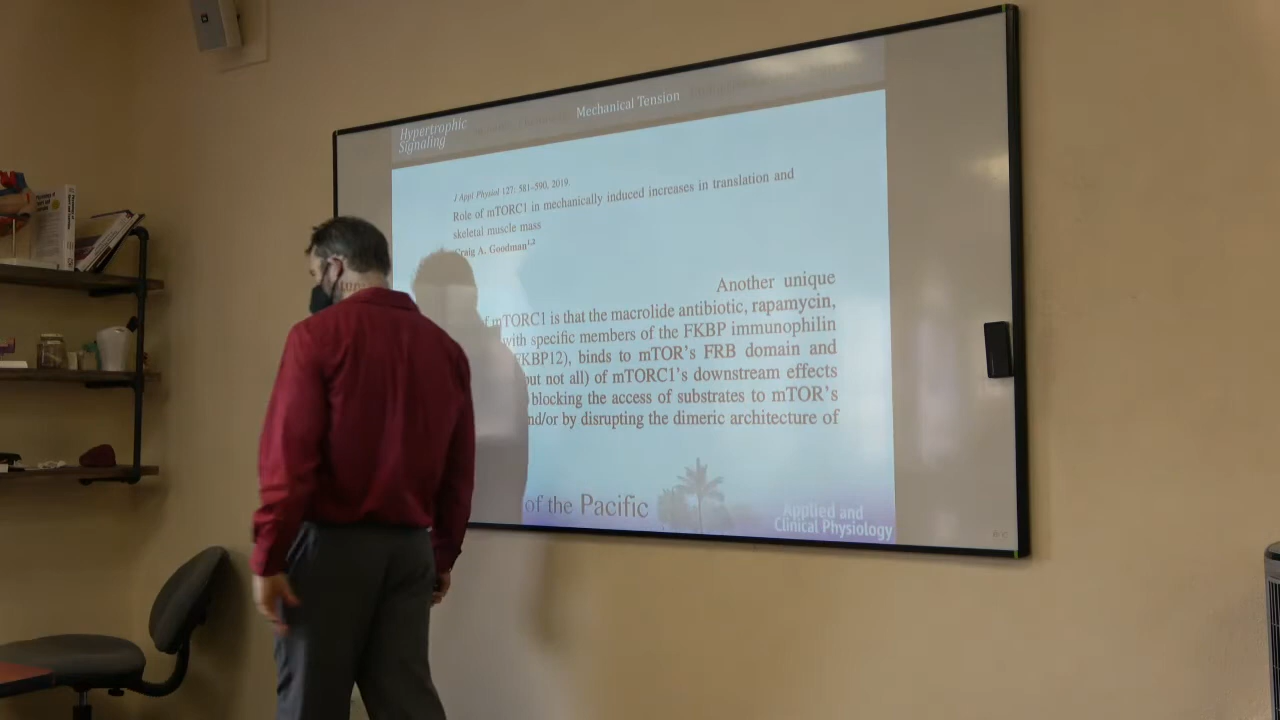 Hypertrophic
Signaling
Mechanical Tension
J Appl Physiol 127: 581–590, 2019.
Role of mTORC1 in mechanically induced increases in translation and
skeletal muscle mass
Craig A. Goodman1,2
Another unique
mTORC1 is that the macrolide antibiotic, rapamycin,
with specific members of the FKBP immunophilin
FKBP12), binds to mTOR's FRB domain and
but not all) of mTORC1's downstream effects
blocking the access of substrates to mTOR's
nd/or by disrupting the dimeric architecture of
of the Pacific
Applied and
Clinical Physiology